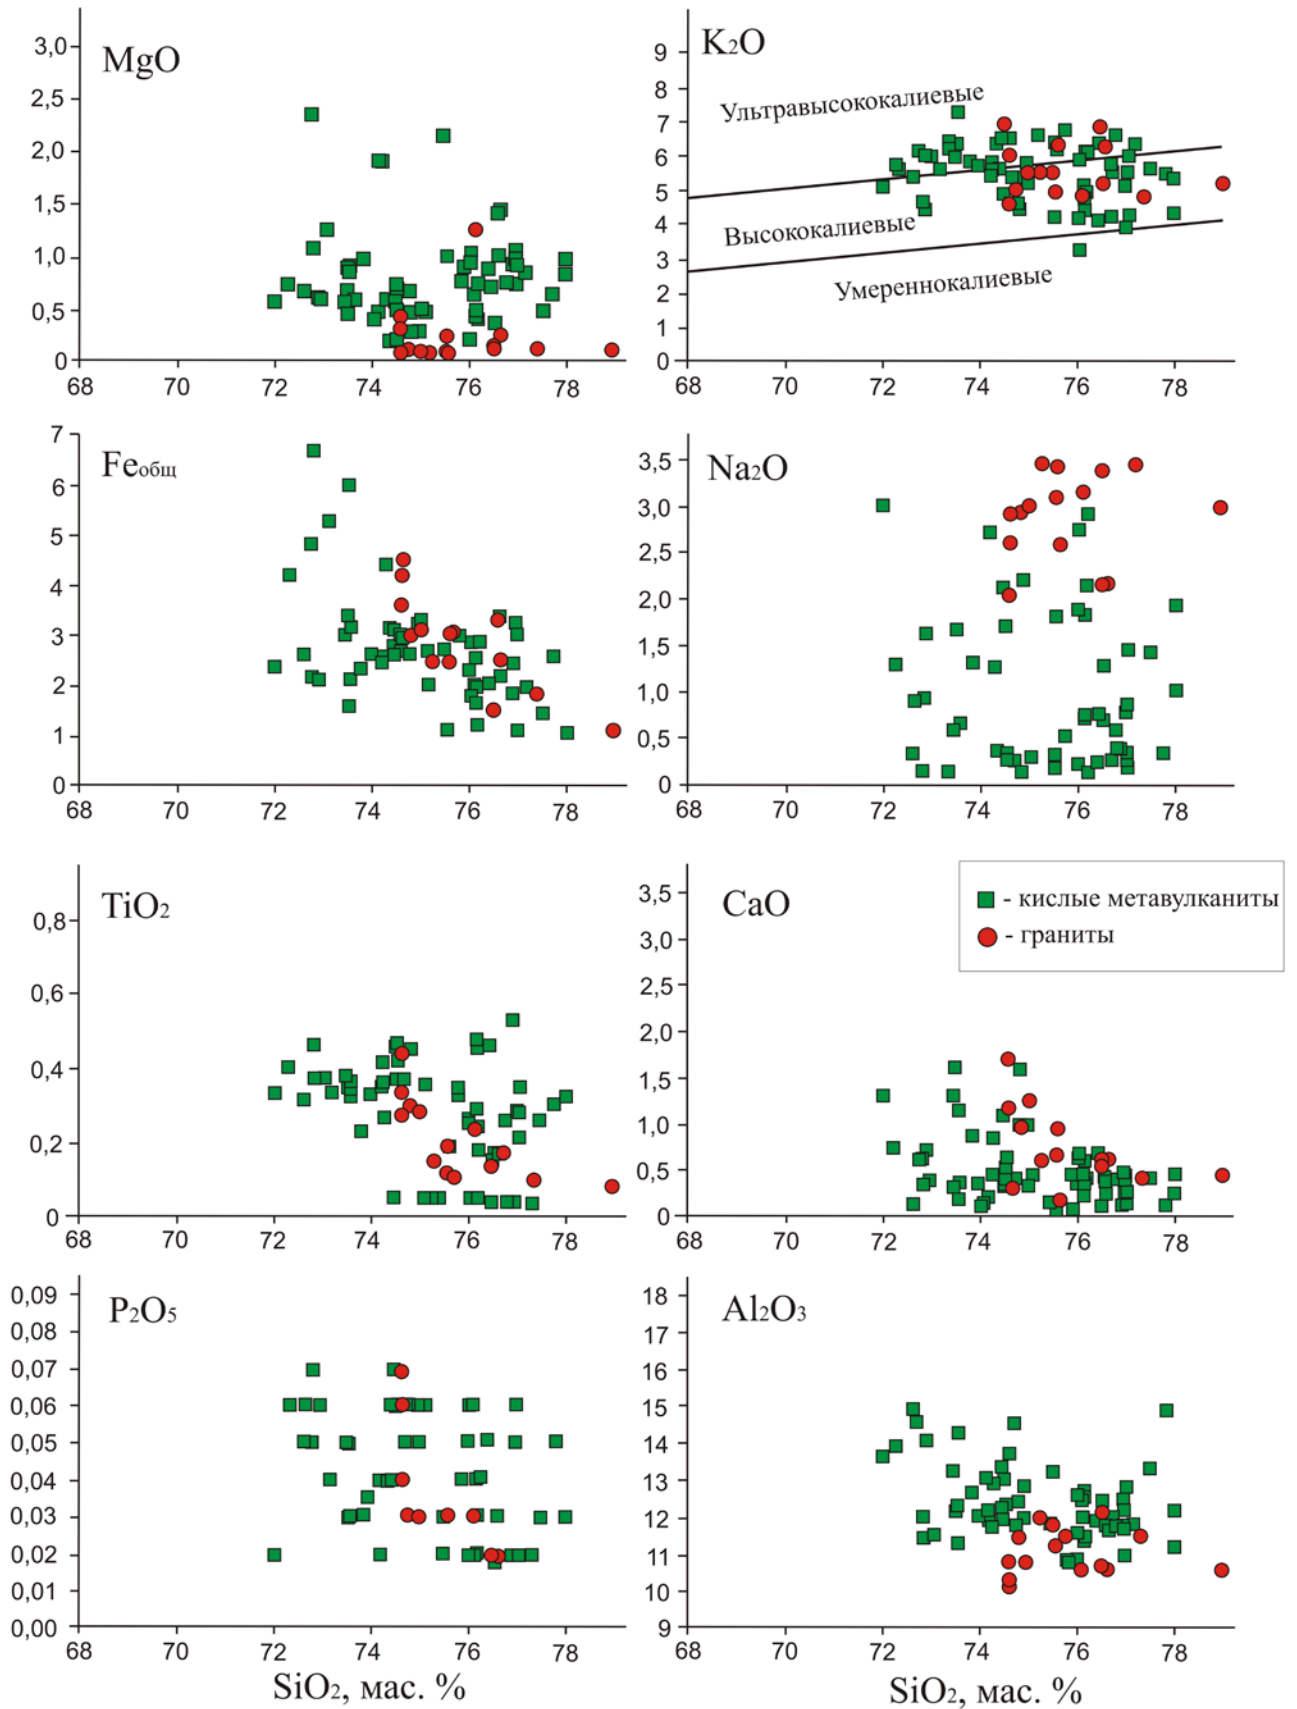 MgO
3,0
2,5
2,0
1,5
1,0
0,5
0
68 70 72 74 76 78
K₂O
9
8
7
6
5
4
3
2
1
0
Ультравысококалиевые
Высококалиевые
Умереннокалиевые
68 70 72 74 76 78
Feобщ
7
6
5
4
3
2
1
0
68 70 72 74 76 78
Na₂O
3,5
3,0
2,5
2,0
1,5
1,0
0,5
0
68 70 72 74 76 78
TiO₂
0,8
0,6
0,4
0,2
0
68 70 72 74 76 78
CaO
3,5
3,0
2,5
2,0
1,5
1,0
0,5
0
- кислые метавулканиты
- граниты
68 70 72 74 76 78
P₂O₅
0,09
0,08
0,07
0,06
0,05
0,04
0,03
0,02
0,01
0,00
68 70 72 74 76 78
SiO₂, мас. %
Al₂O₃
18
17
16
15
14
13
12
11
10
9
68 70 72 74 76 78
SiO₂, мас. %